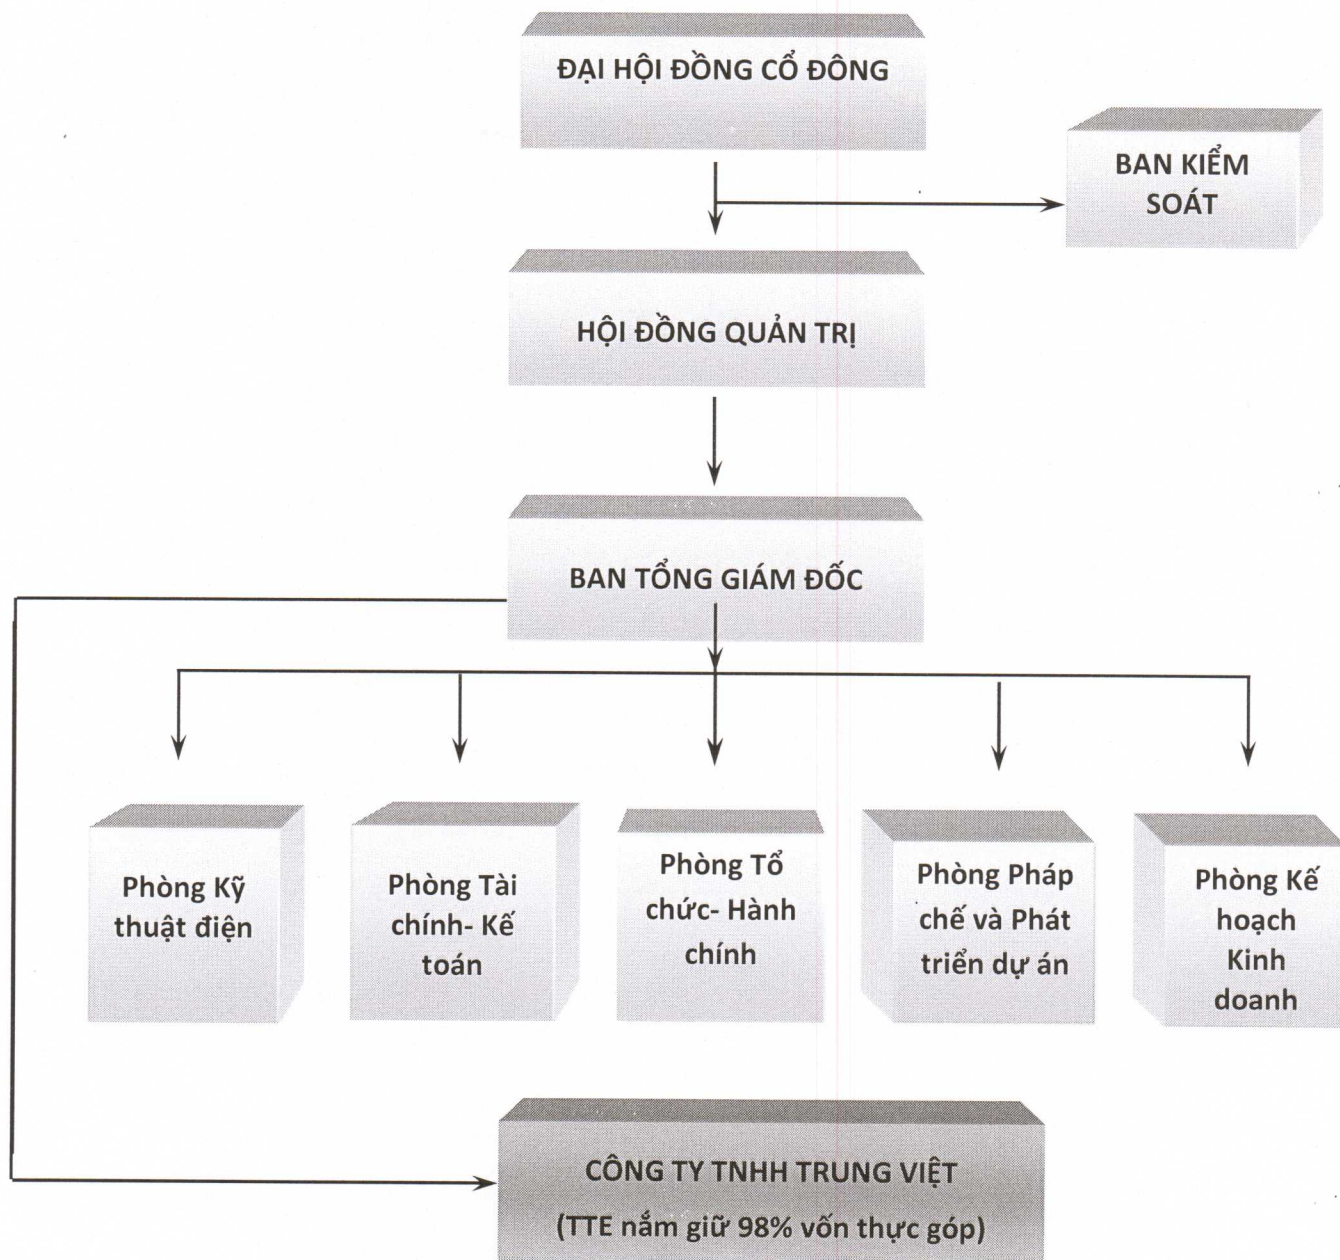 ĐẠI HỘI ĐỒNG CỔ ĐÔNG
BAN KIỂM
SOÁT
HỘI ĐỒNG QUẢN TRỊ
BAN TỔNG GIÁM ĐỐC
Phòng Kỹ
thuật điện
Phòng Tài
chính- Kế
toán
Phòng Tổ
chức- Hành
chính
Phòng Pháp
chế và Phát
triển dự án
Phòng Kế
hoạch
Kinh
doanh
CÔNG TY TNHH TRUNG VIỆT
(TTE nắm giữ 98% vốn thực góp)